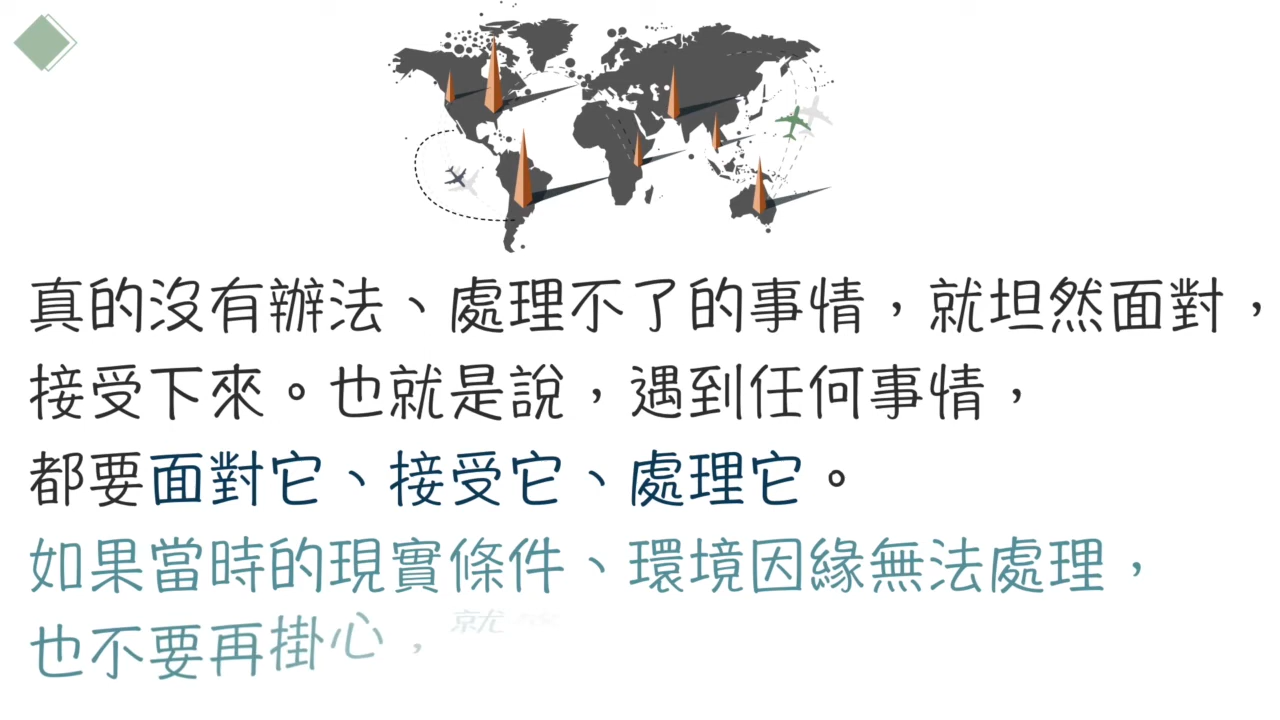 真的沒有辦法、處理不了的事情，就坦然面對，
接受下來。也就是說，遇到任何事情，
都要面對它、接受它、處理它。
如果當時的現實條件、環境因緣無法處理，
也不要再掛心，就